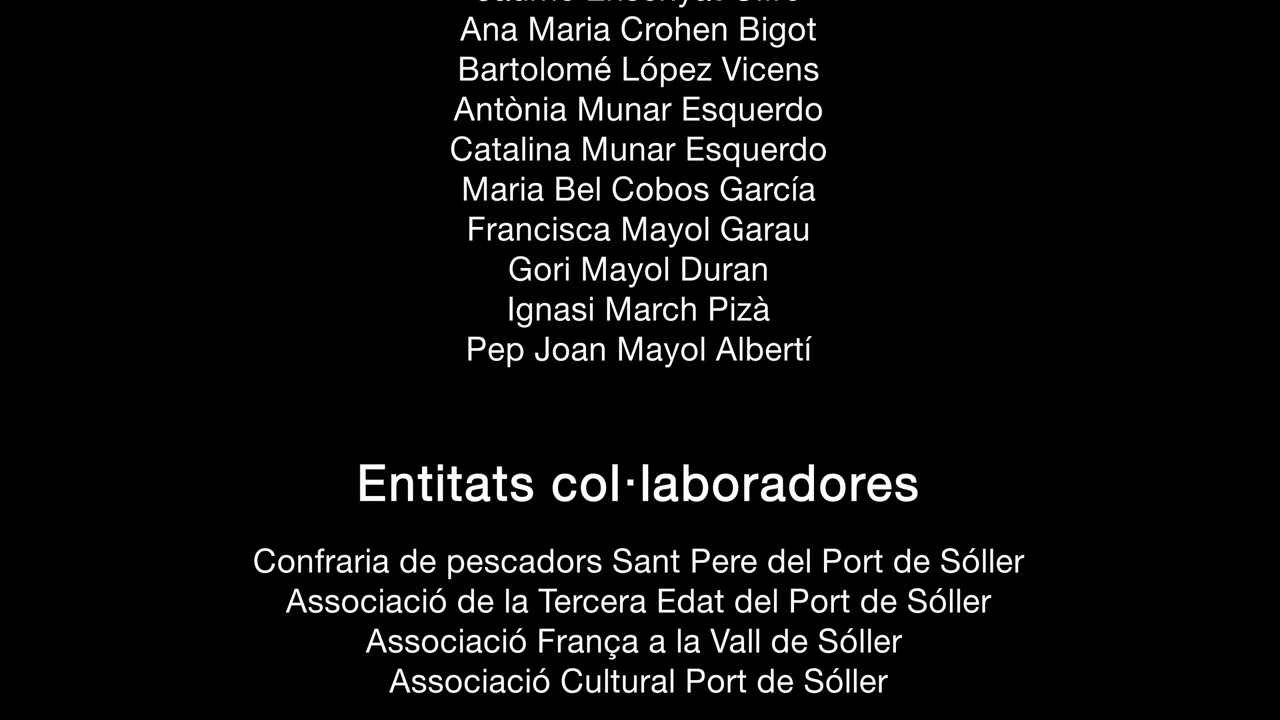 Ana Maria Crohen Bigot
Bartolomé López Vicens
Antònia Munar Esquerdo
Catalina Munar Esquerdo
Maria Bel Cobos García
Francisca Mayol Garau
Gori Mayol Duran
Ignasi March Pizà
Pep Joan Mayol Albertí
Entitats col·laboradores
Confraria de pescadors Sant Pere del Port de Sóller
Associació de la Tercera Edat del Port de Sóller
Associació França a la Vall de Sóller
Associació Cultural Port de Sóller